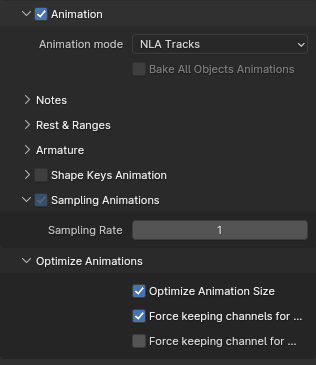 Animation
Animation mode NLA Tracks
Bake All Objects Animations
Notes
Rest & Ranges
Armature
Shape Keys Animation
Sampling Animations
Sampling Rate 1
Optimize Animations
Optimize Animation Size
Force keeping channels for ...
Force keeping channel for ...